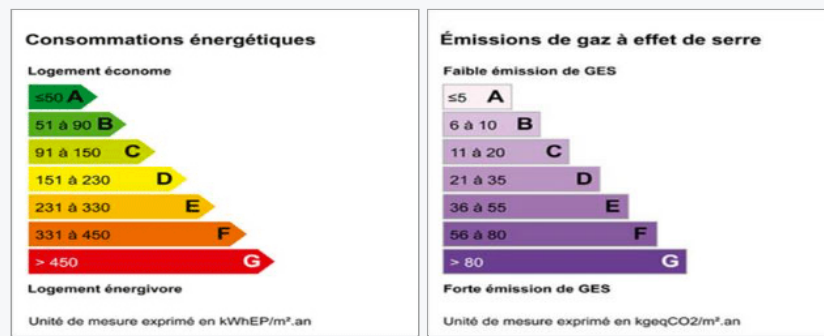 Consommations énergétiques
Logement économe
≤50 A
51 à 90 B
91 à 150 C
151 à 230 D
231 à 330 E
331 à 450 F
> 450 G
Logement énergivore
Unité de mesure exprimé en kWhEP/m².an
Émissions de gaz à effet de serre
Faible émission de GES
≤5 A
6 à 10 B
11 à 20 C
21 à 35 D
36 à 55 E
56 à 80 F
> 80 G
Forte émission de GES
Unité de mesure exprimé en kgeqCO2/m².an